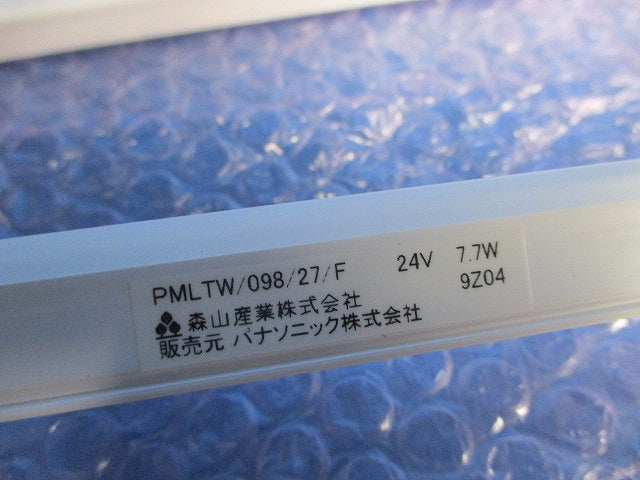 PMLTW/098/27/F 24V 7.7W
森山産業株式会社 9Z04
販売元 パナソニック株式会社